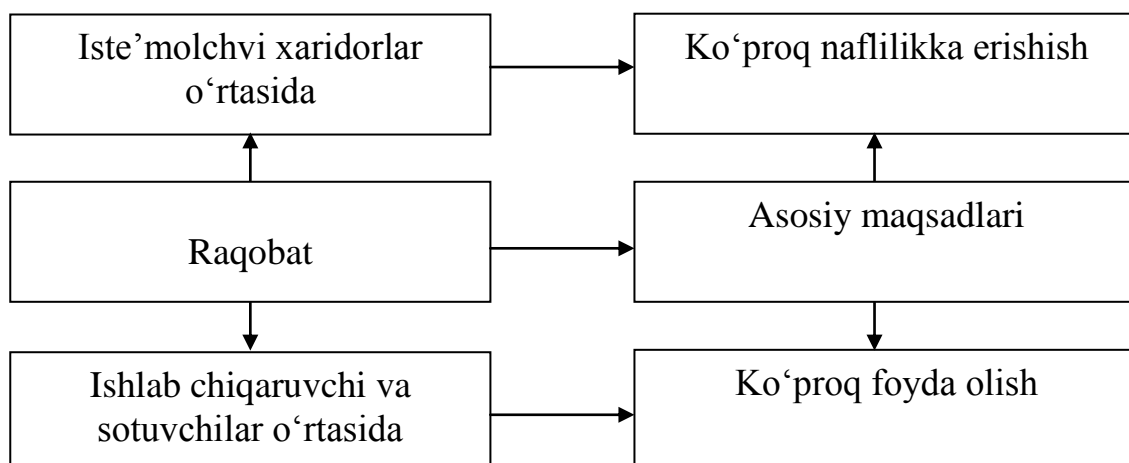 Iste’molchvi xaridorlar
o‘rtasida
Ko‘proq naflilikka erishish
Raqobat
Asosiy maqsadlari
Ishlab chiqaruvchi va
sotuvchilar o‘rtasida
Ko‘proq foyda olish